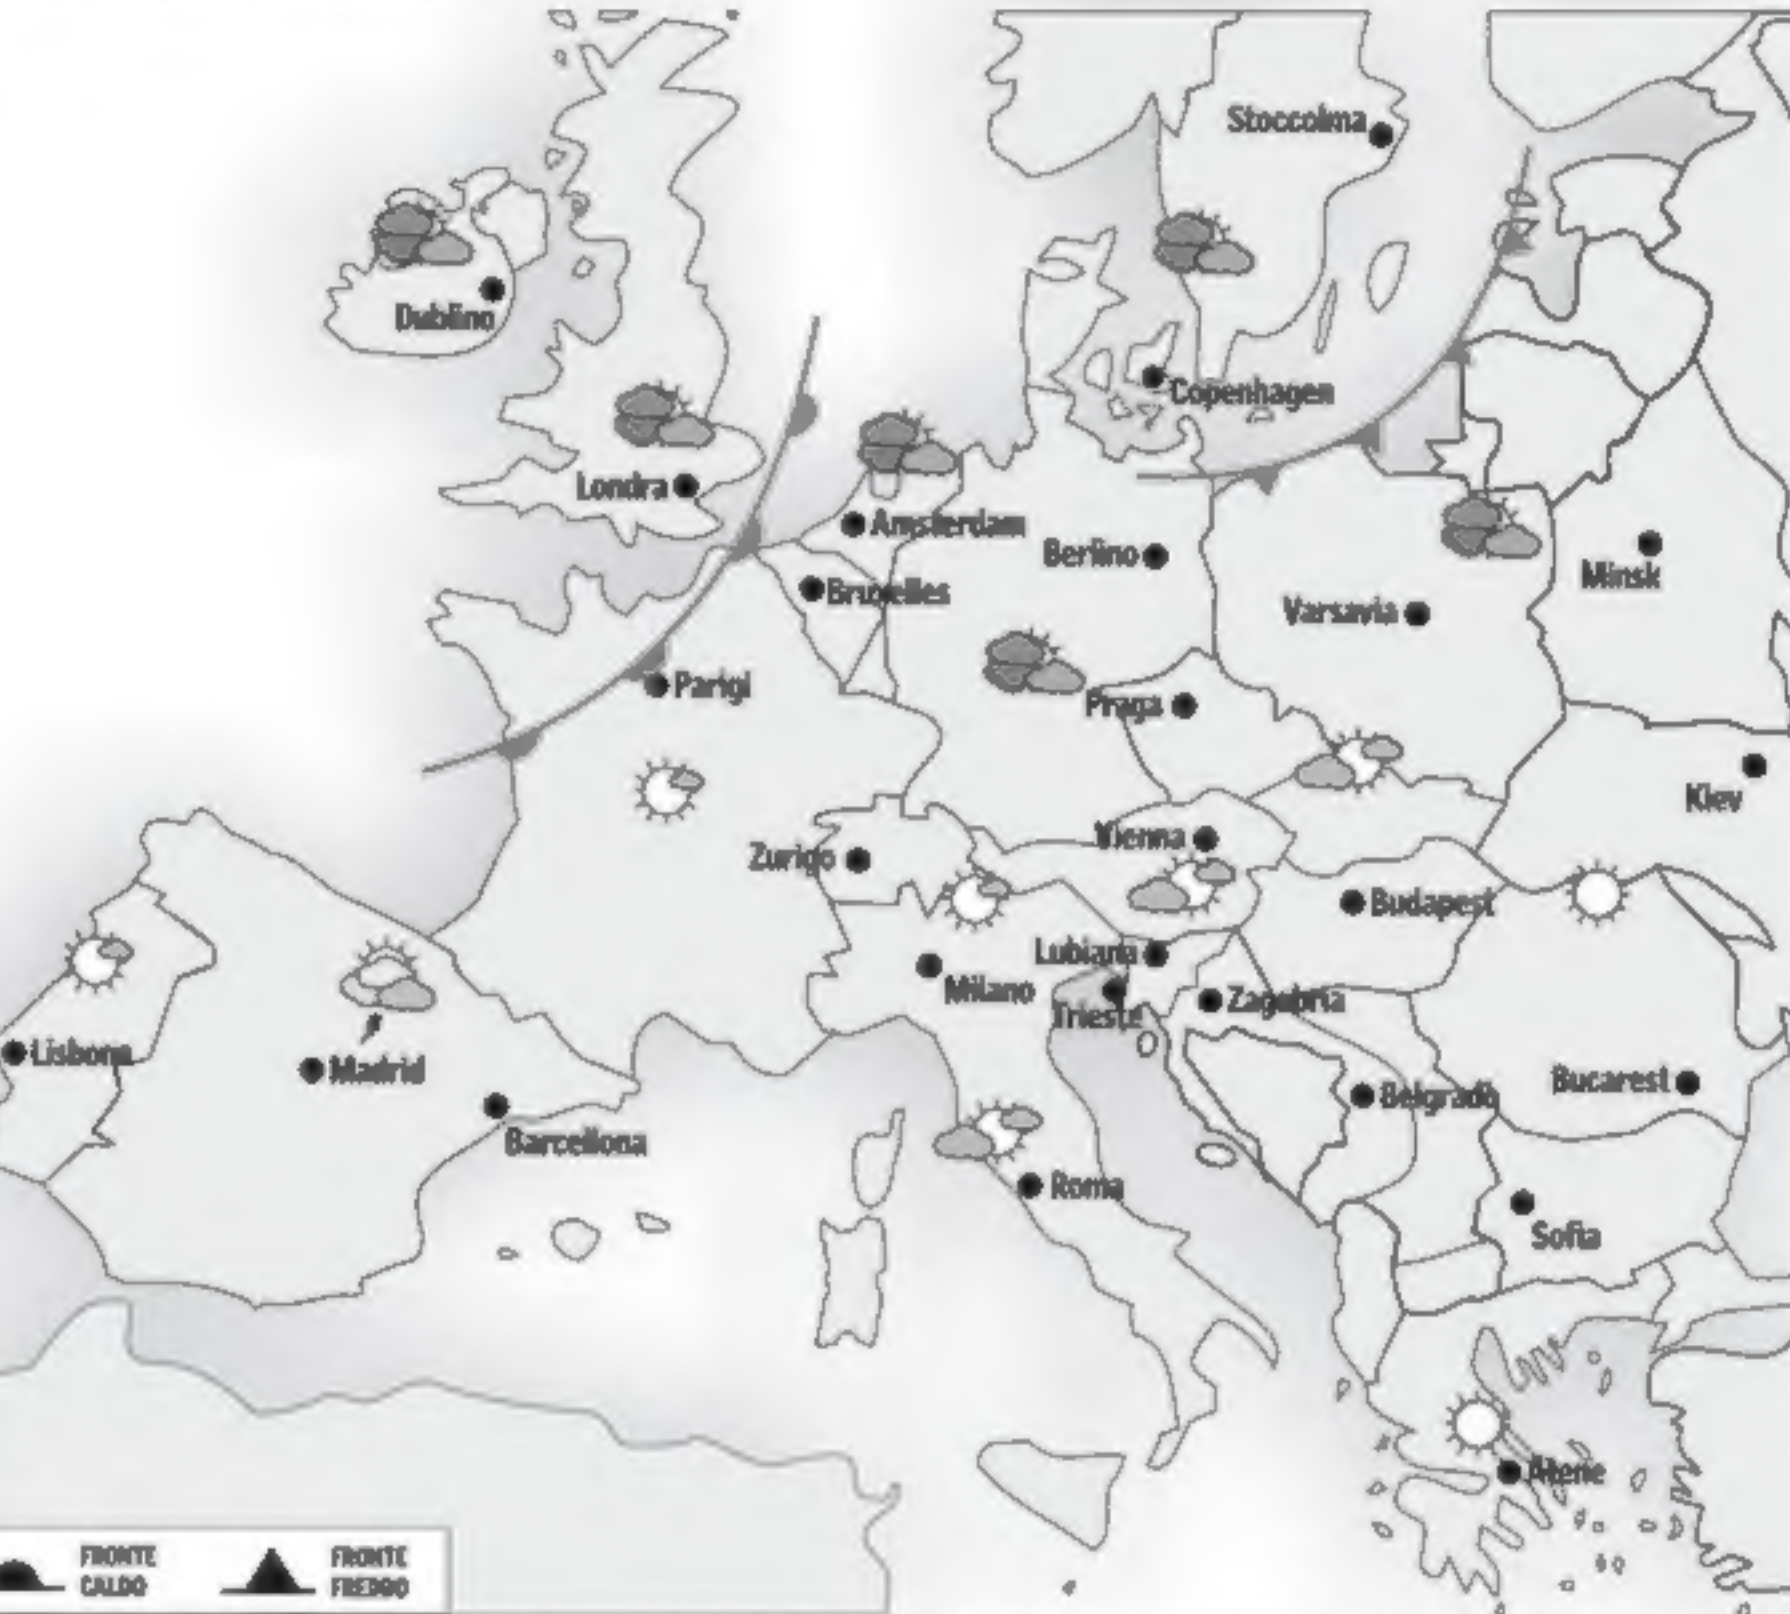 Stoccolma
Dublino
Copenhagen
Londra
Amsterdam
Berlino
Bruxelles
Minsk
Varsavia
Parigi
Praga
Kiev
Vienna
Zurigo
Budapest
Lubiana
Milano
Zagabria
Trieste
Lisbona
Madrid
Bucarest
Belgrado
Barcellona
Roma
Sofia
Atene
FRONTE
CALDO
FRONTE
FREDDO